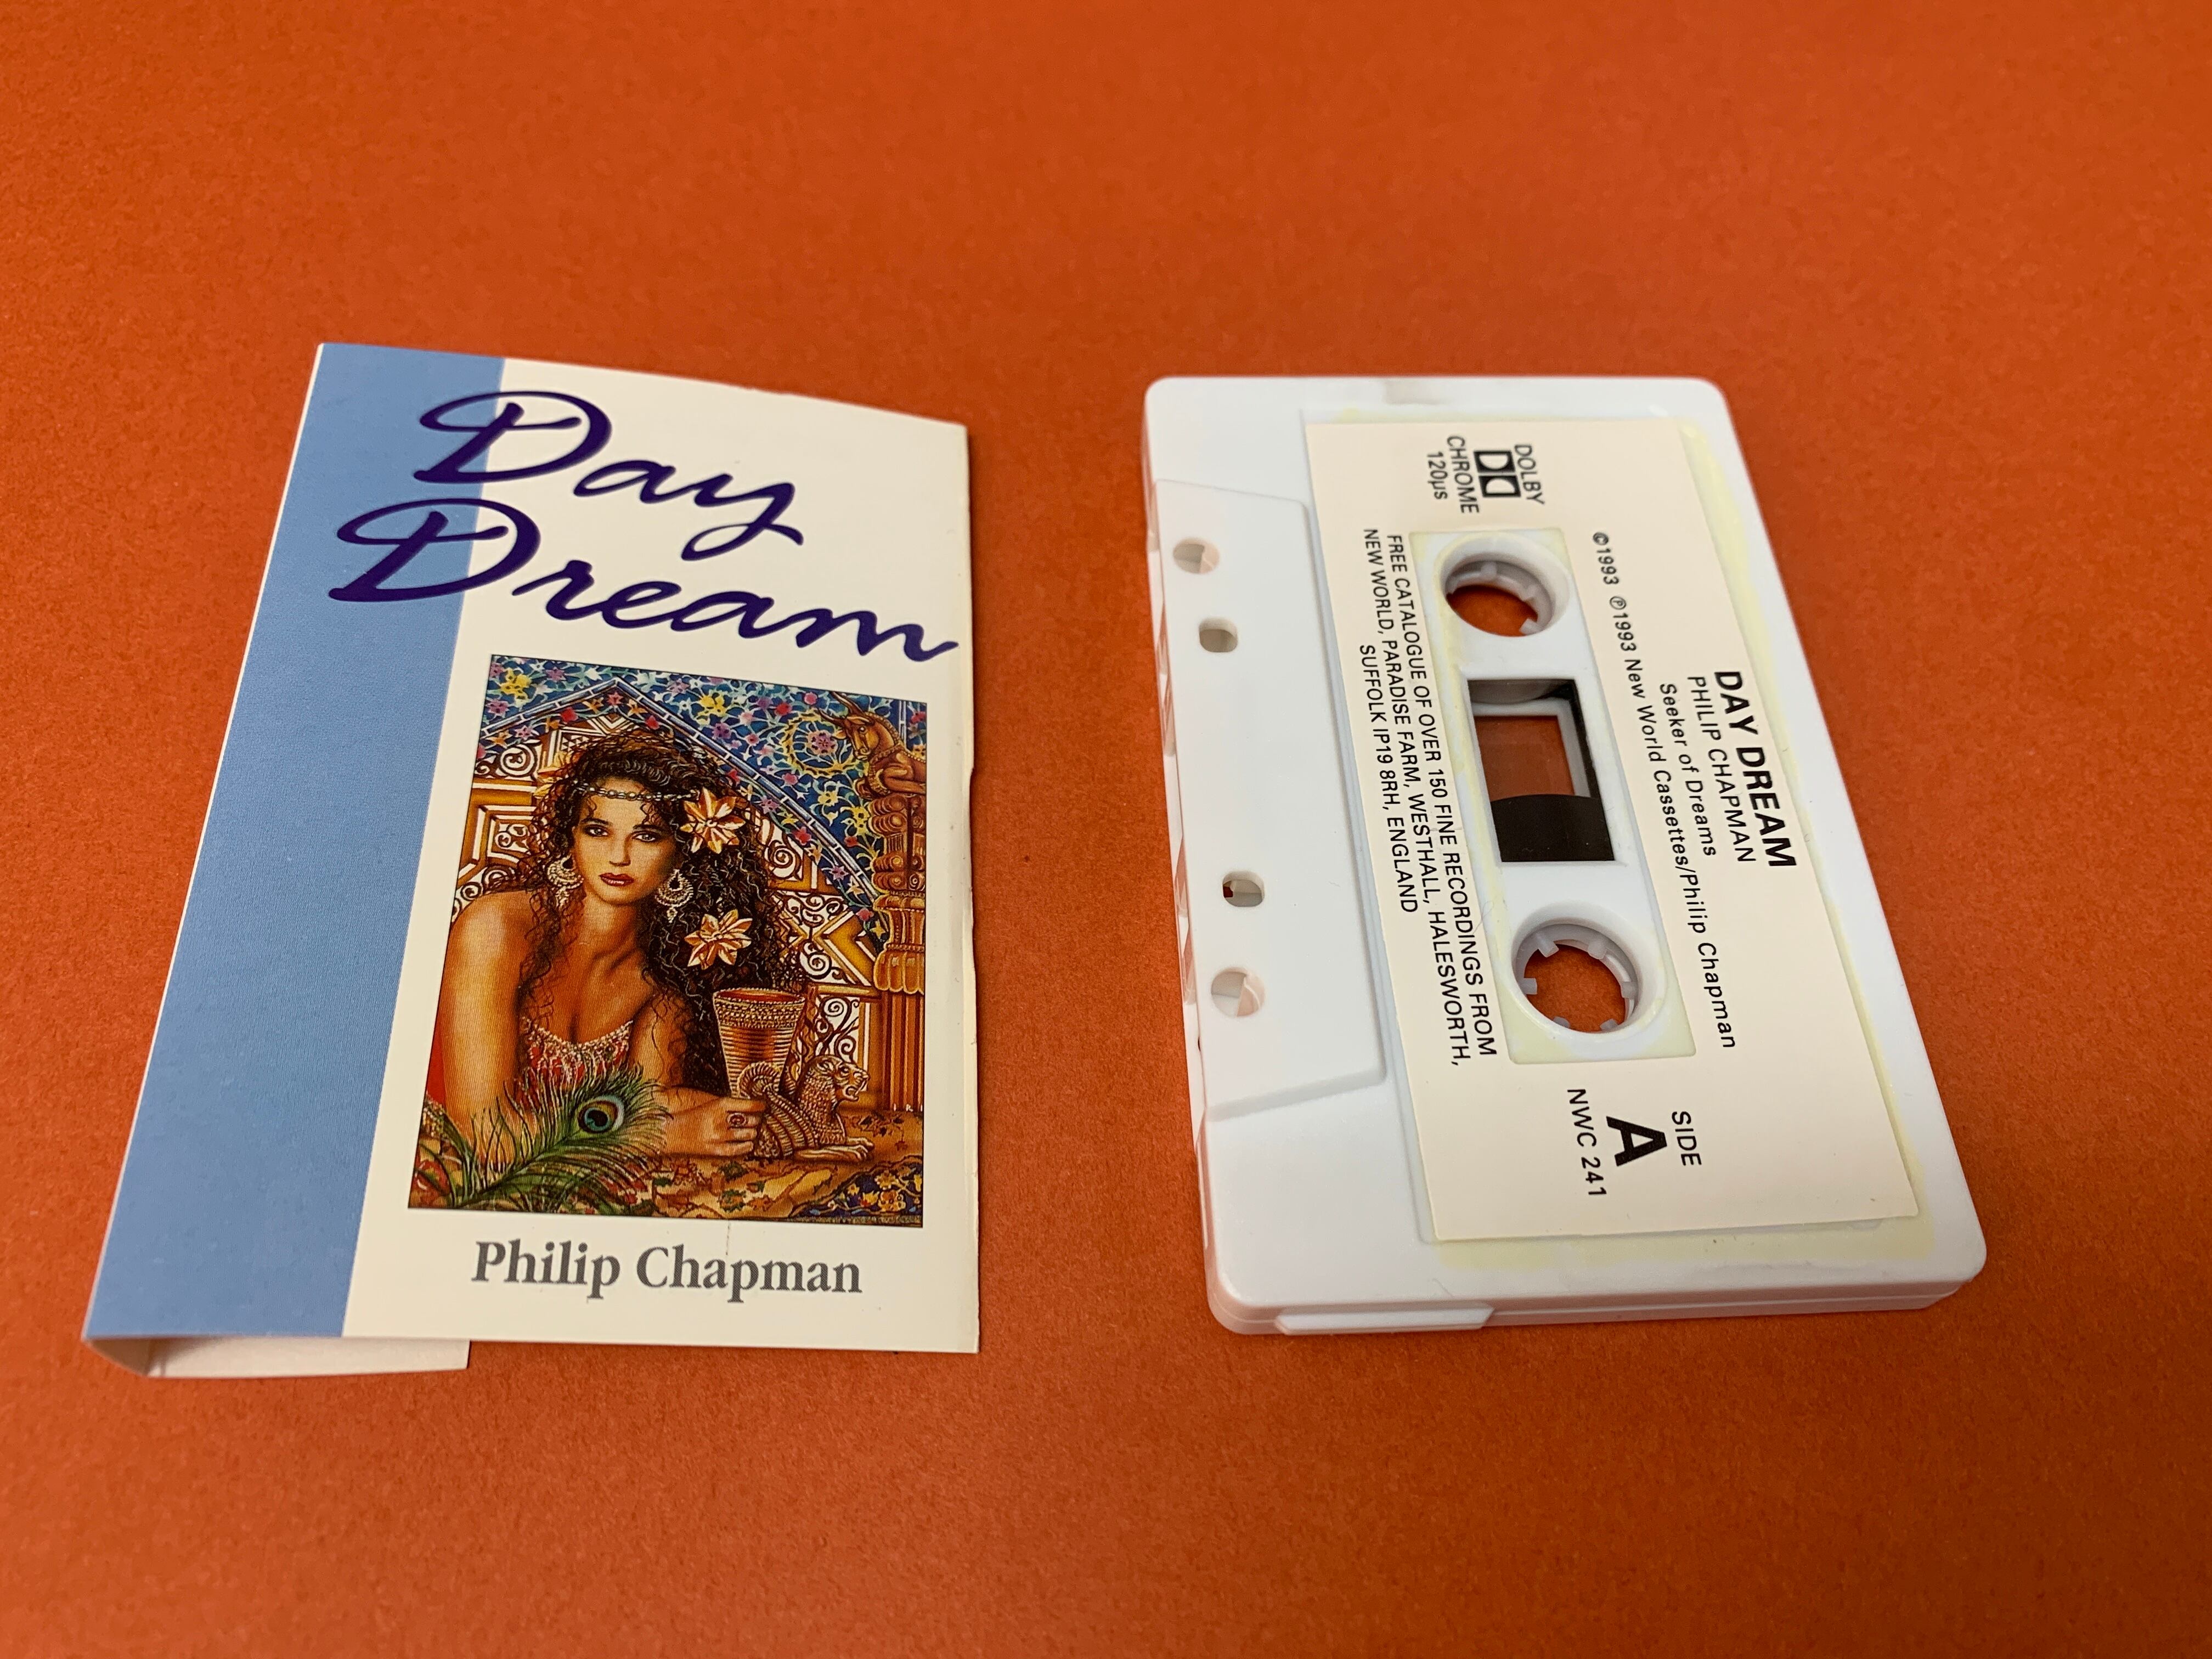 Day
Dream
Philip Chapman
DAY DREAM
PHILIP CHAPMAN
Seeker of Dreams
©1993 ℗1993 New World Cassettes/Philip Chapman
DOLBY
CHROME
120µs
SIDE
A
NWC 241
FREE CATALOGUE OF OVER 150 FINE RECORDINGS FROM
NEW WORLD, PARADISE FARM, WESTHALL, HALESWORTH,
SUFFOLK IP19 8RH, ENGLAND